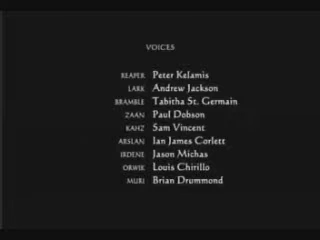 VOICES
REAPER Peter Kelamis
LARK Andrew Jackson
BRAMBLE Tabitha St. Germain
ZAAN Paul Dobson
KAHZ Sam Vincent
ARSLAN Ian James Corlett
IRDENE Jason Michas
ORWIK Louis Chirillo
MURI Brian Drummond